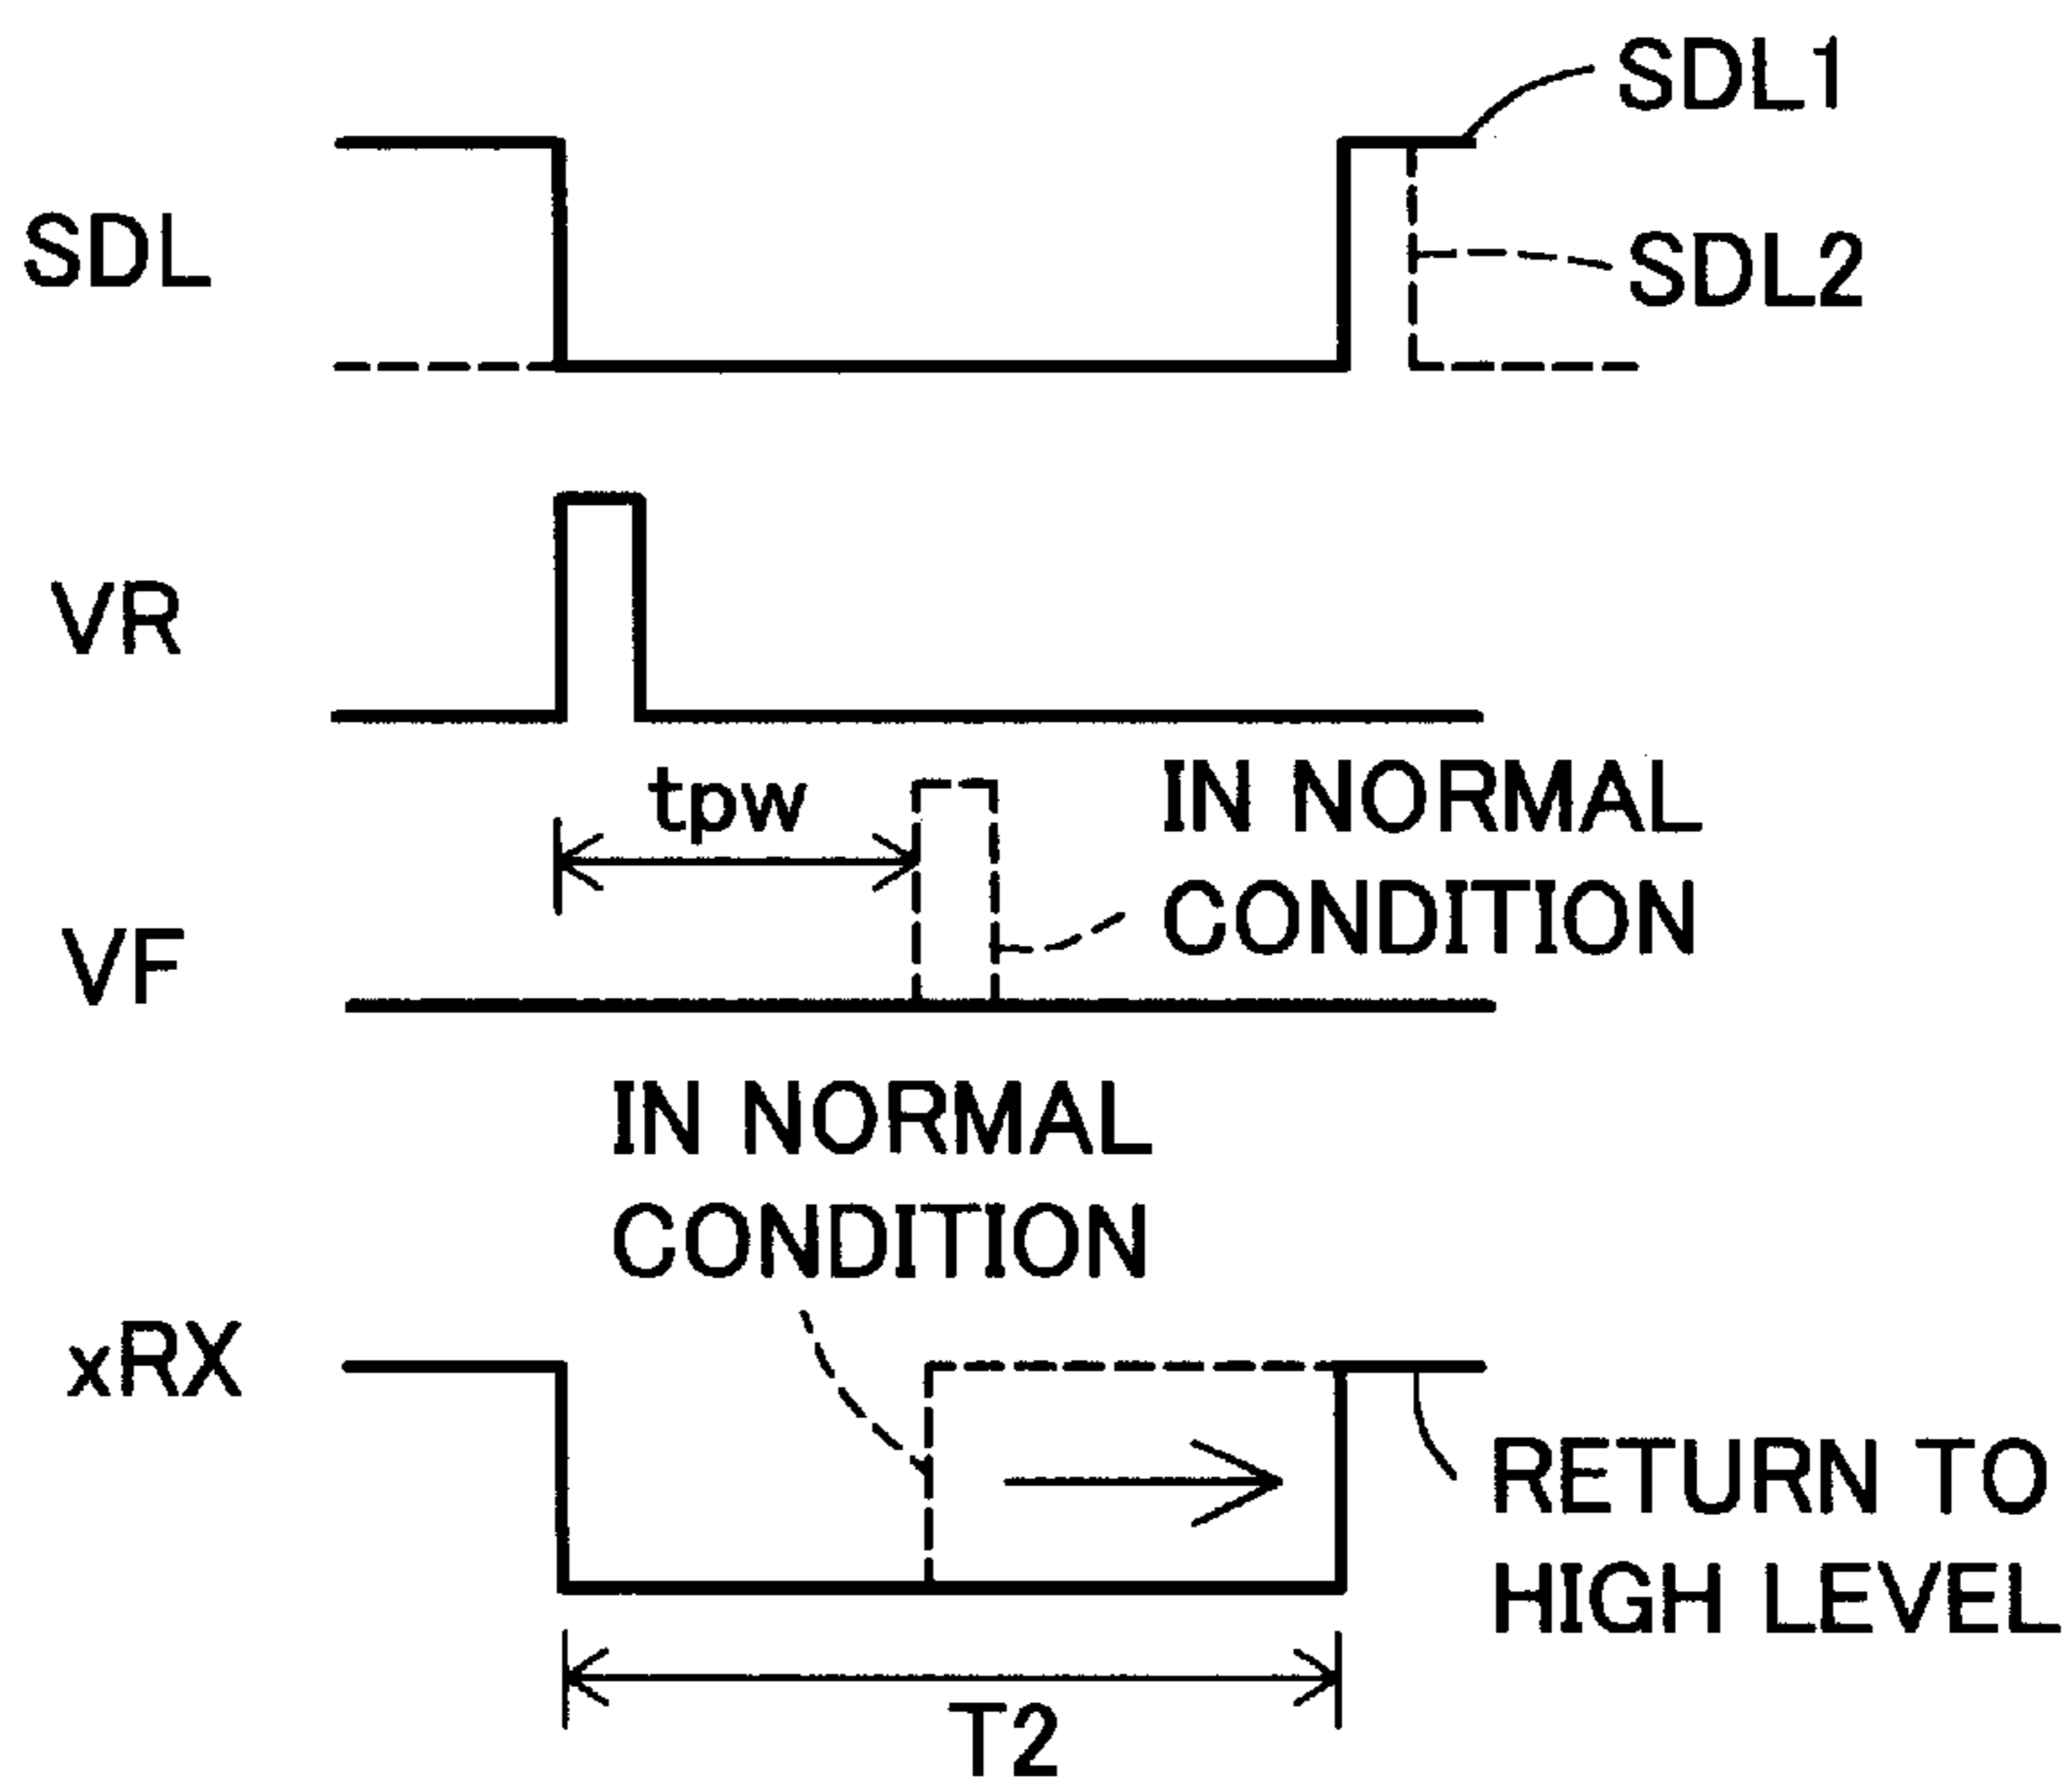 SDL1
SDL
SDL2
VR
tpw
IN NORMAL
CONDITION
VF
IN NORMAL
CONDITION
xRX
RETURN TO
HIGH LEVEL
T2